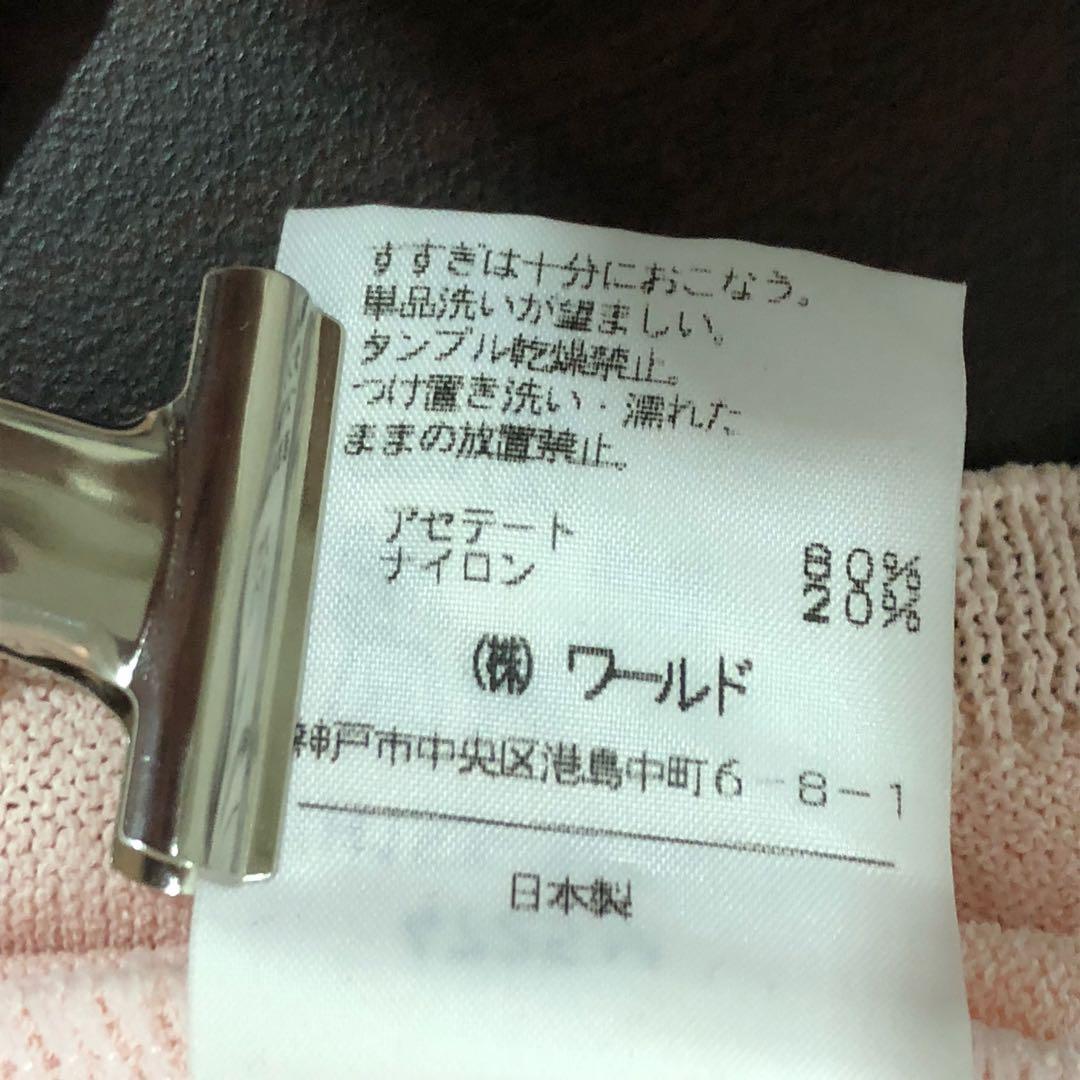 すすぎは十分におこなう。
単品洗いが望ましい。
タンブル乾燥禁止。
つけ置き洗い・濡れた
ままの放置禁止。
アセテート 80%
ナイロン 20%
(株) ワールド
神戸市中央区港島中町6-8-1
日本製